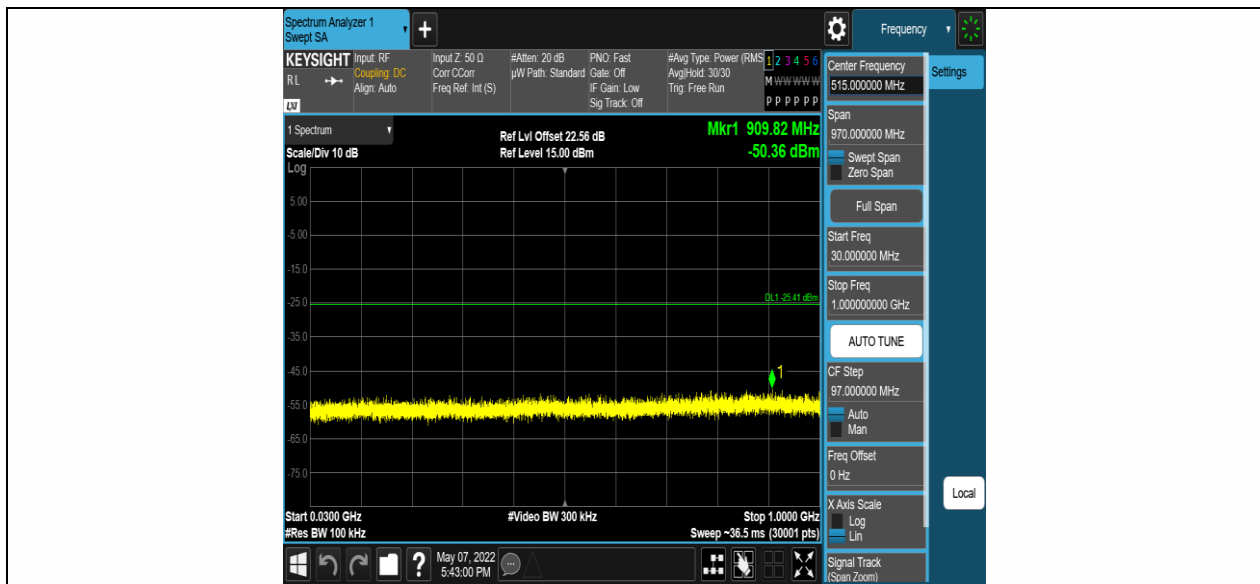 Spectrum Analyzer 1
Swept SA
+
Frequency
KEYSIGHT
RL
LXI
Input: RF
Coupling: DC
Align: Auto
Input Z: 50 Ω
Corr CCorr
Freq Ref: Int (S)
#Atten: 20 dB
µW Path: Standard
PNO: Fast
Gate: Off
IF Gain: Low
Sig Track: Off
#Avg Type: Power (RMS
Avg|Hold: 30/30
Trig: Free Run
1 2 3 4 5 6
M W W W W W
P P P P P P
1 Spectrum
Scale/Div 10 dB
Ref Lvl Offset 22.56 dB
Ref Level 15.00 dBm
Mkr1 909.82 MHz
-50.36 dBm
Log
5.00
-5.00
-15.0
-25.0
DL1 -25.41 dBm
-35.0
-45.0
1
-55.0
-65.0
-75.0
Start 0.0300 GHz
#Res BW 100 kHz
#Video BW 300 kHz
Stop 1.0000 GHz
Sweep ~36.5 ms (30001 pts)
?
May 07, 2022
5:43:00 PM
Center Frequency
515.000000 MHz
Span
970.000000 MHz
Swept Span
Zero Span
Full Span
Start Freq
30.000000 MHz
Stop Freq
1.000000000 GHz
AUTO TUNE
CF Step
97.000000 MHz
Auto
Man
Freq Offset
0 Hz
X Axis Scale
Log
Lin
Signal Track
(Span Zoom)
Settings
Local